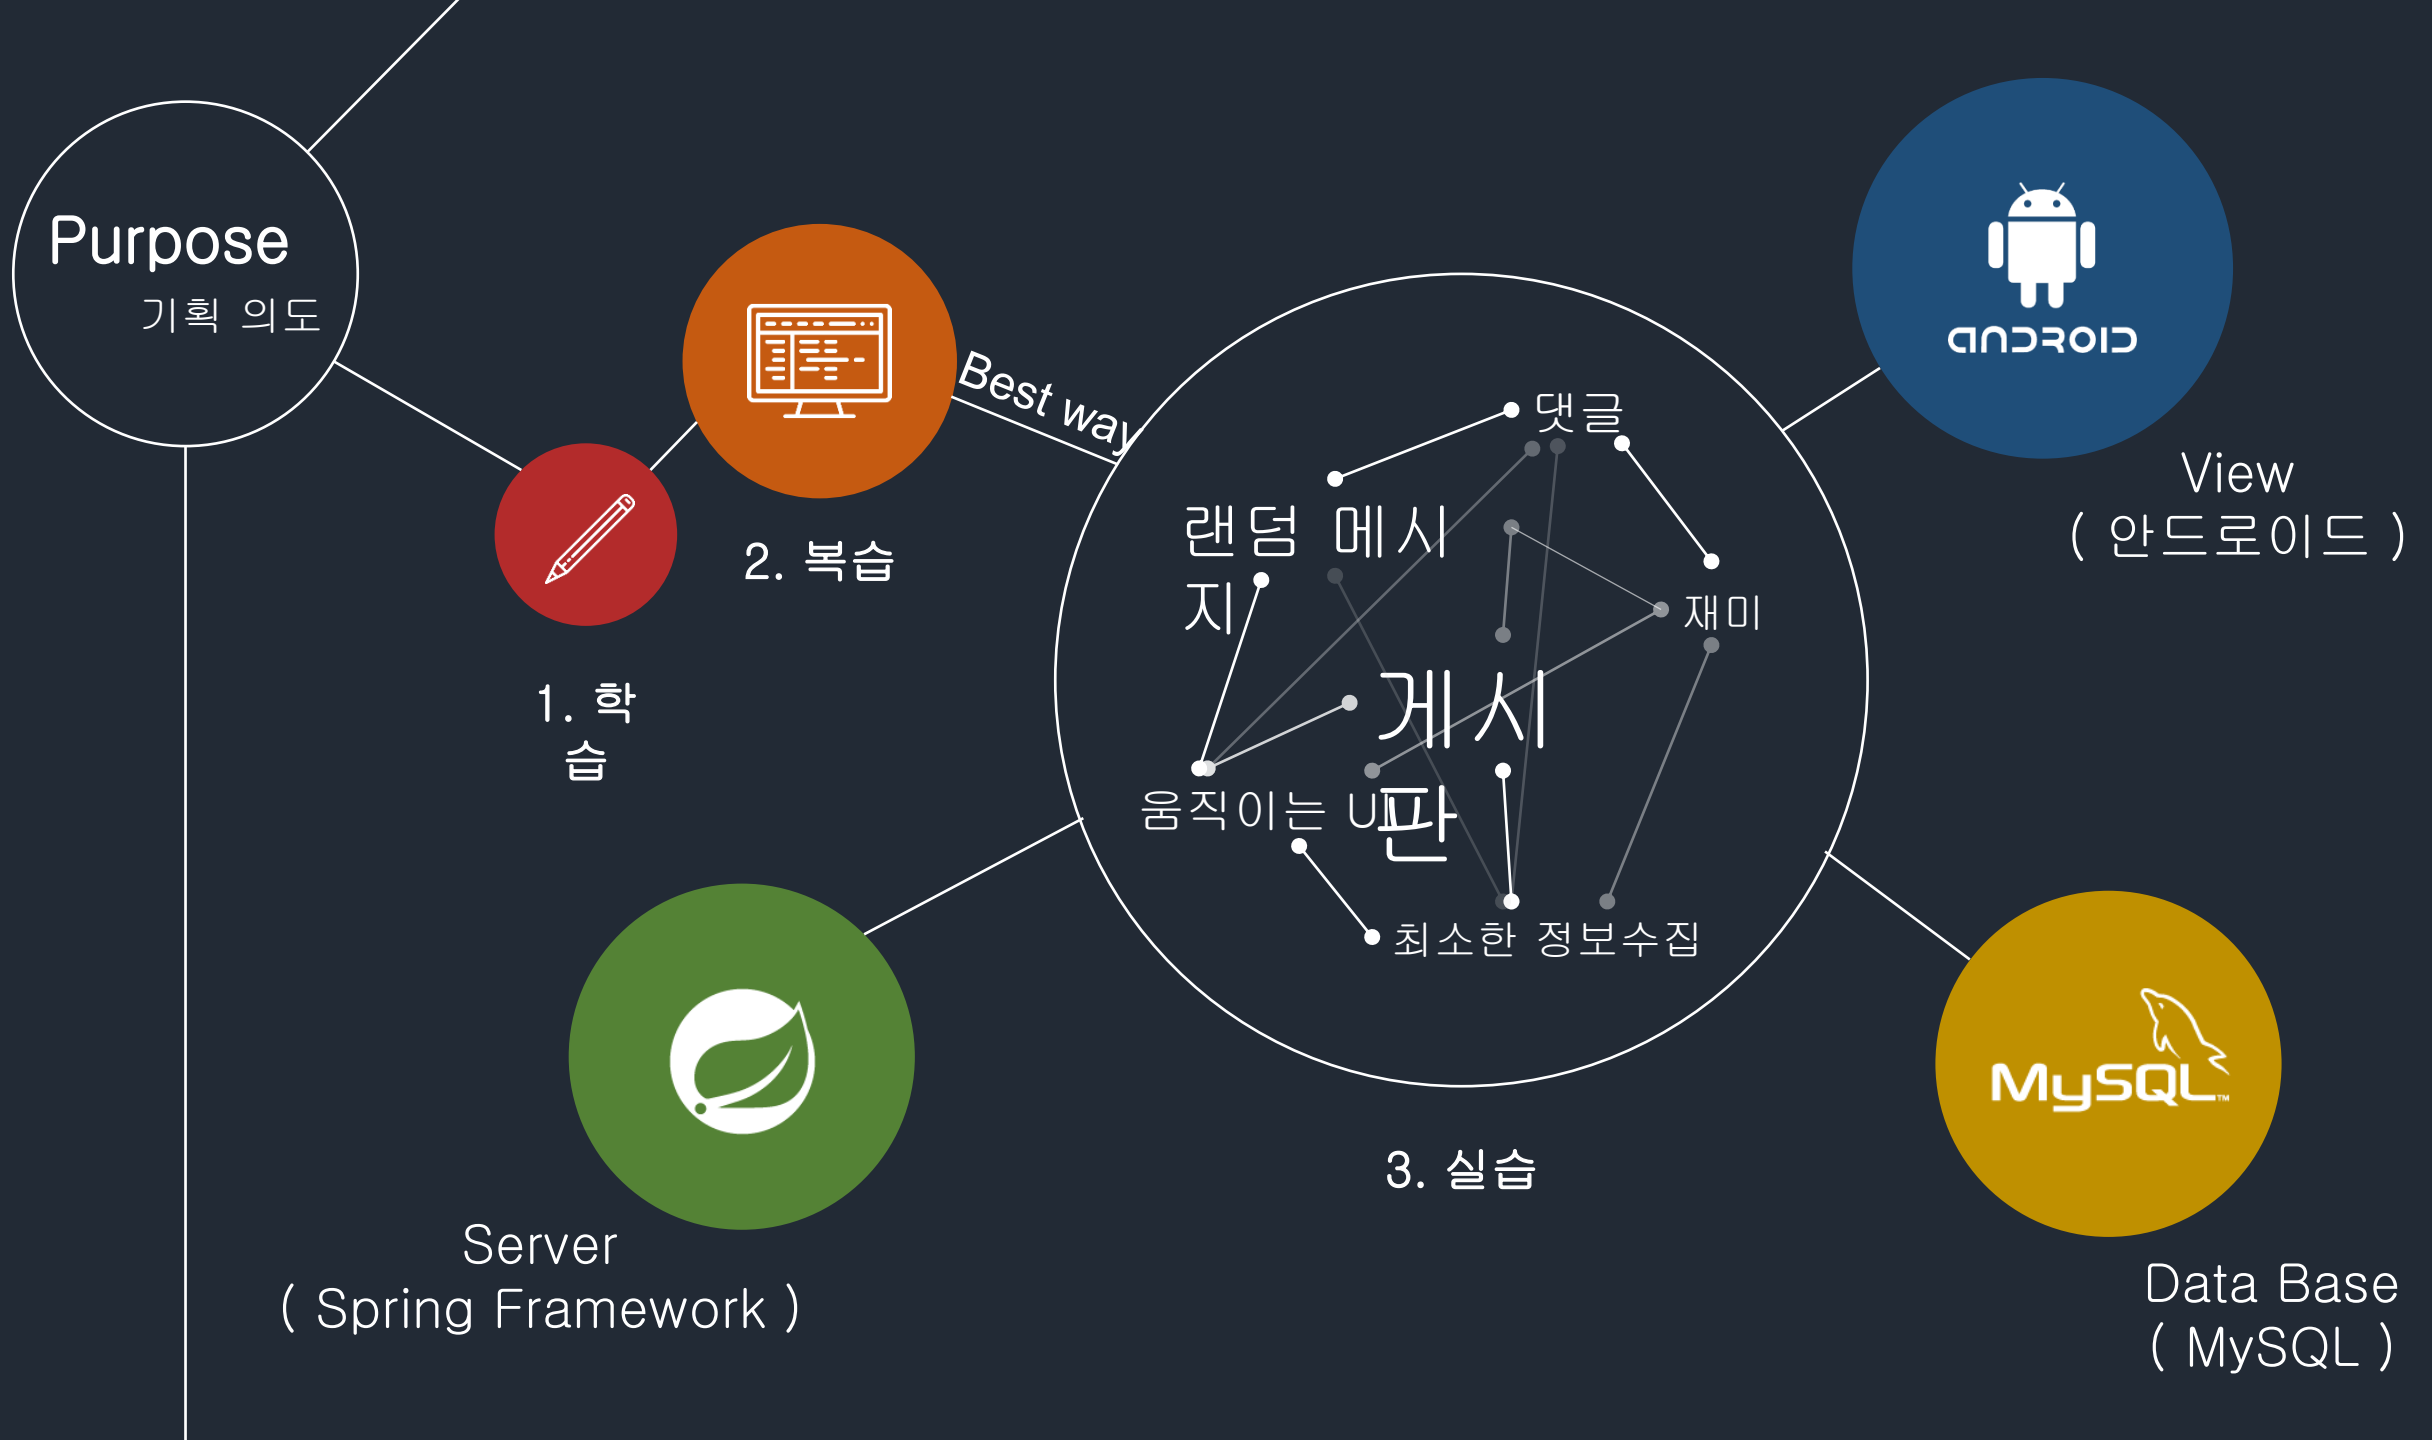 Purpose
기획 의도
1. 학
습
2. 복습
Best way
댓글
랜덤 메시
지
재미
게시
판
움직이는 UI
최소한 정보수집
3. 실습
ANDROID
View
( 안드로이드 )
Server
( Spring Framework )
MySQL™
Data Base
( MySQL )